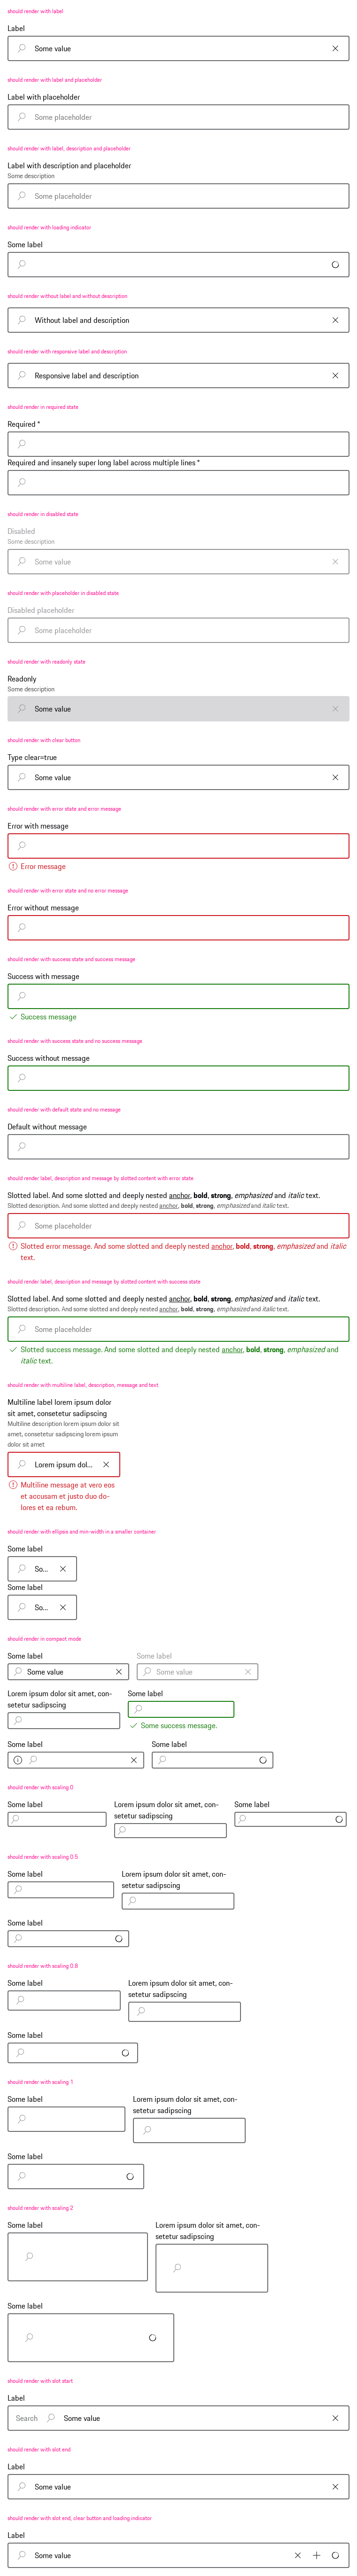 should render with label
Label
Some value
should render with label and placeholder
Label with placeholder
Some placeholder
should render with label, description and placeholder
Label with description and placeholder
Some description
Some placeholder
should render with loading indicator
Some label
should render without label and without description
Without label and description
should render with responsive label and description
Responsive label and description
should render in required state
Required *
Required and insanely super long label across multiple lines *
should render in disabled state
Disabled
Some description
Some value
should render with placeholder in disabled state
Disabled placeholder
Some placeholder
should render with readonly state
Readonly
Some description
Some value
should render with clear button
Type clear=true
Some value
should render with error state and error message
Error with message
Error message
should render with error state and no error message
Error without message
should render with success state and success message
Success with message
Success message
should render with success state and no success message
Success without message
should render with default state and no message
Default without message
should render label, description and message by slotted content with error state
Slotted label. And some slotted and deeply nested anchor, bold, strong, emphasized and italic text.
Slotted description. And some slotted and deeply nested anchor, bold, strong, emphasized and italic text.
Some placeholder
Slotted error message. And some slotted and deeply nested anchor, bold, strong, emphasized and italic
text.
should render label, description and message by slotted content with success state
Slotted label. And some slotted and deeply nested anchor, bold, strong, emphasized and italic text.
Slotted description. And some slotted and deeply nested anchor, bold, strong, emphasized and italic text.
Some placeholder
Slotted success message. And some slotted and deeply nested anchor, bold, strong, emphasized and
italic text.
should render with multiline label, description, message and text
Multiline label lorem ipsum dolor
sit amet, consetetur sadipscing
Multiline description lorem ipsum dolor sit
amet, consetetur sadipscing lorem ipsum
dolor sit amet
Lorem ipsum dol...
Multiline message at vero eos
et accusam et justo duo do-
lores et ea rebum.
should render with ellipsis and min-width in a smaller container
Some label
So...
Some label
So...
should render in compact mode
Some label Some label
Some value Some value
Lorem ipsum dolor sit amet, con- Some label
setetur sadipscing
Some success message.
Some label Some label
should render with scaling 0
Some label Lorem ipsum dolor sit amet, con- Some label
setetur sadipscing
should render with scaling 0.5
Some label Lorem ipsum dolor sit amet, con-
setetur sadipscing
Some label
should render with scaling 0.8
Some label Lorem ipsum dolor sit amet, con-
setetur sadipscing
Some label
should render with scaling 1
Some label Lorem ipsum dolor sit amet, con-
setetur sadipscing
Some label
should render with scaling 2
Some label Lorem ipsum dolor sit amet, con-
setetur sadipscing
Some label
should render with slot start
Label
Search Some value
should render with slot end
Label
Some value
should render with slot end, clear button and loading indicator
Label
Some value